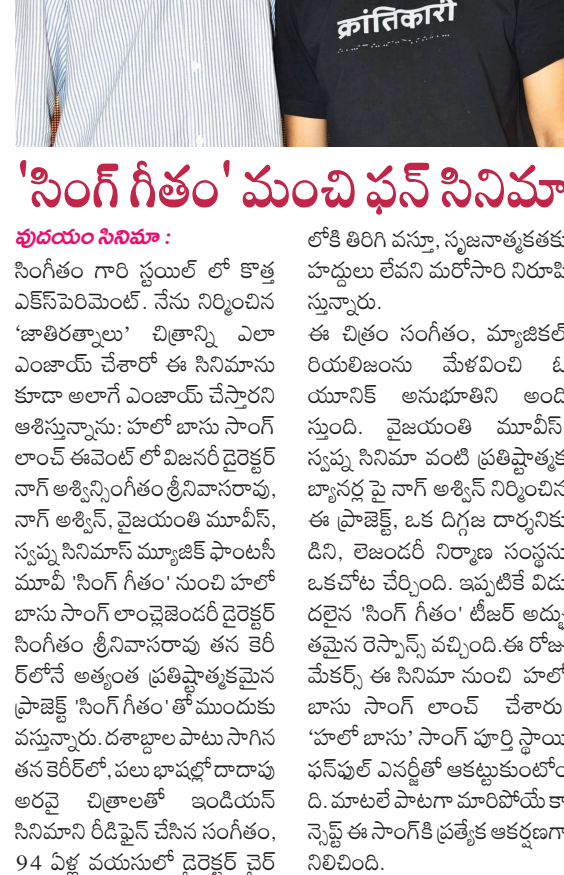 क्रांतिकारी
'సింగ్ గీతం' మంచి ఫన్ సినిమా
వుదయం సినిమా :
సింగీతం గారి స్టయిల్ లో కొత్త
ఎక్స్‌పెరిమెంట్. నేను నిర్మించిన
‘జాతిరత్నాలు’ చిత్రాన్ని ఎలా
ఎంజాయ్ చేశారో ఈ సినిమాను
కూడా అలాగే ఎంజాయ్ చేస్తారని
ఆశిస్తున్నాను: హలో బాసు సాంగ్
లాంచ్ ఈవెంట్ లో విజనరీ డైరెక్టర్
నాగ్ అశ్విన్సింగీతం శ్రీనివాసరావు,
నాగ్ అశ్విన్, వైజయంతి మూవీస్,
స్వప్న సినిమాస్ మ్యూజిక్ ఫాంటసీ
మూవీ 'సింగ్ గీతం' నుంచి హలో
బాసు సాంగ్ లాంచ్లెజెండరీ డైరెక్టర్
సింగీతం శ్రీనివాసరావు తన కెరీ
ర్‌లోనే అత్యంత ప్రతిష్టాత్మకమైన
ప్రాజెక్ట్ 'సింగ్ గీతం' తో ముందుకు
వస్తున్నారు. దశాబ్దాల పాటు సాగిన
తన కెరీర్‌లో, పలు భాషల్లో దాదాపు
అరవై చిత్రాలతో ఇండియన్
సినిమాని రీడిఫైన్ చేసిన సంగీతం,
94 ఏళ్ల వయసులో డైరెక్టర్ చైర్
లోకి తిరిగి వస్తూ, సృజనాత్మకతకు
హద్దులు లేవని మరోసారి నిరూపి
స్తున్నారు.
ఈ చిత్రం సంగీతం, మ్యాజికల్
రియలిజంను మేళవించి ఓ
యూనిక్ అనుభూతిని అంది
స్తుంది. వైజయంతి మూవీస్
స్వప్న సినిమా వంటి ప్రతిష్టాత్మక
బ్యానర్ల పై నాగ్ అశ్విన్ నిర్మించిన
ఈ ప్రాజెక్ట్, ఒక దిగ్గజ దార్శనికు
డిని, లెజండరీ నిర్మాణ సంస్థను
ఒకచోట చేర్చింది. ఇప్పటికే విడు
దలైన 'సింగ్ గీతం' టీజర్ అద్భు
తమైన రెస్పాన్స్ వచ్చింది.ఈ రోజు
మేకర్స్ ఈ సినిమా నుంచి హలో
బాసు సాంగ్ లాంచ్ చేశారు
‘హలో బాసు’ సాంగ్ పూర్తి స్థాయి
ఫన్‌ఫుల్ ఎనర్జీతో ఆకట్టుకుంటోం
ది. మాటలే పాటగా మారిపోయే కా
న్సెప్ట్ ఈ సాంగ్‌కి ప్రత్యేక ఆకర్షణగా
నిలిచింది.